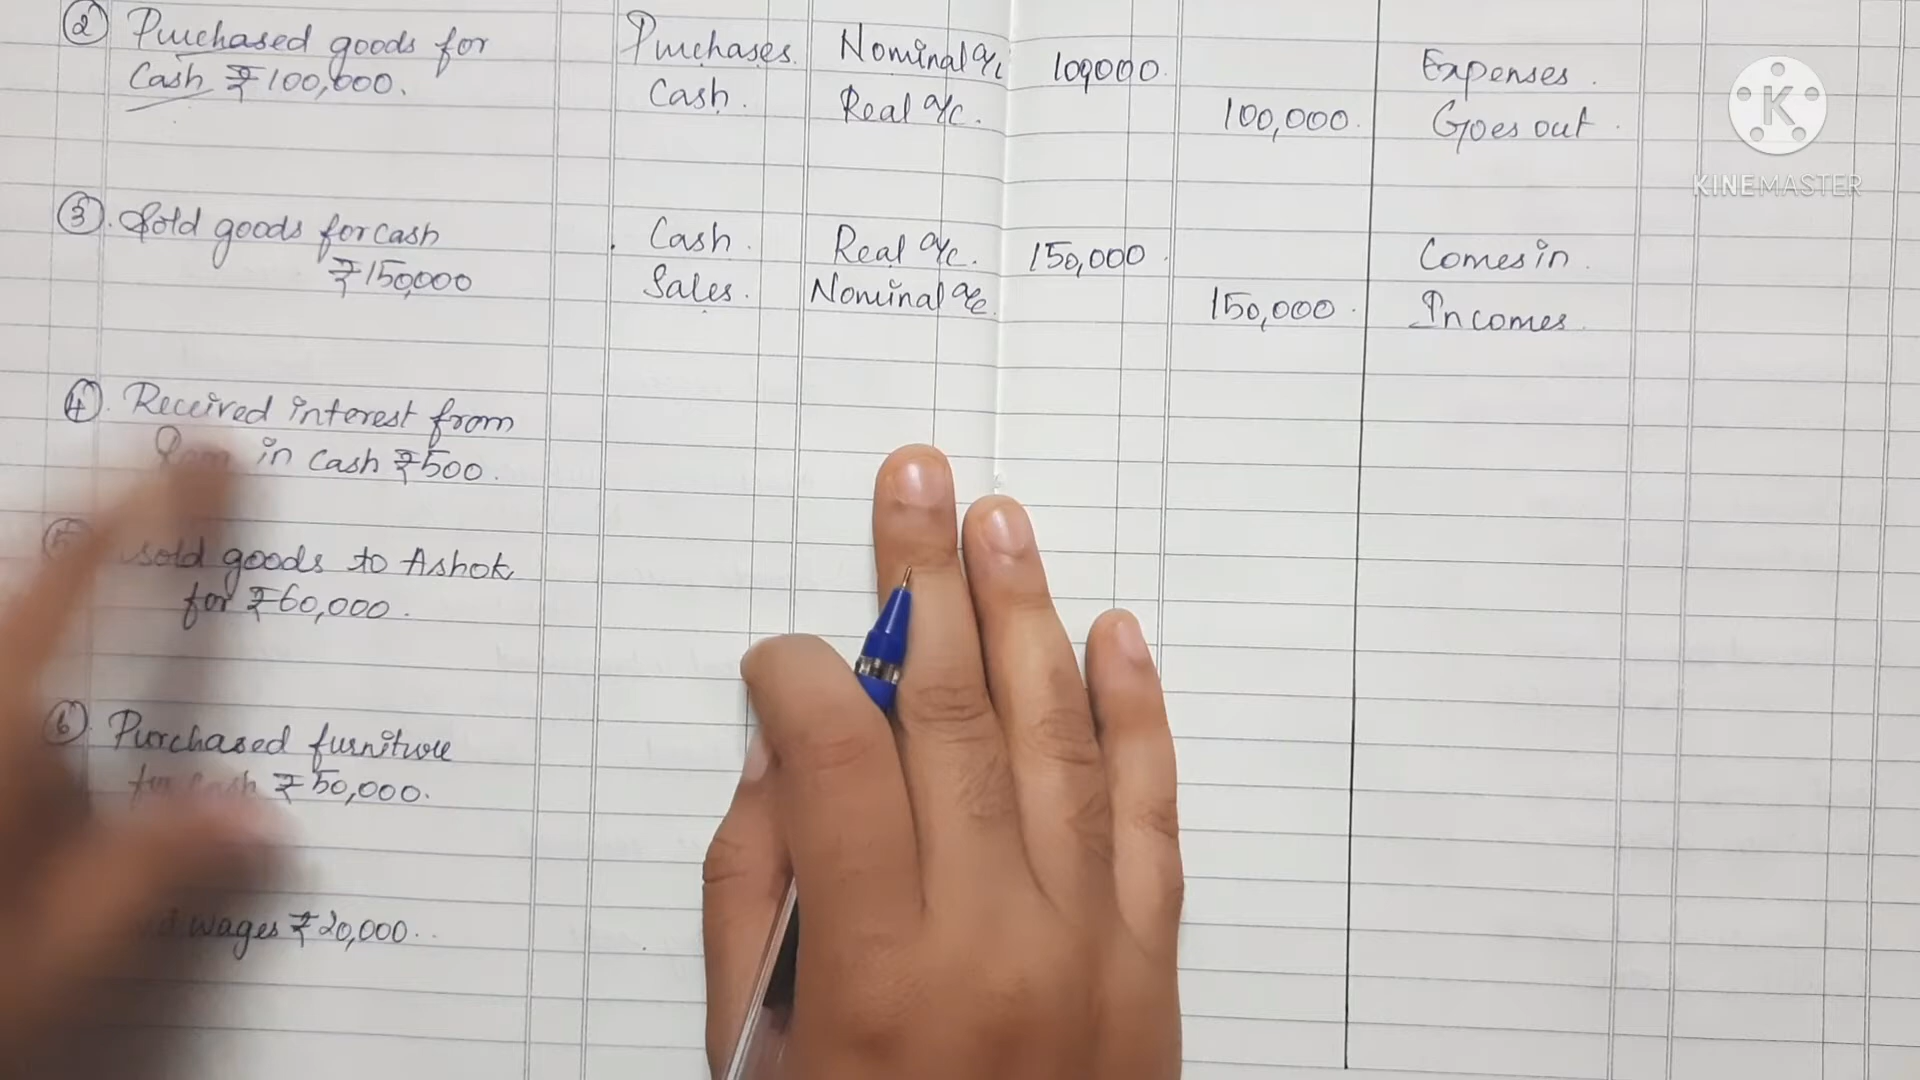 ② Purchased goods for
Cash ₹100,000.
Purchases. Nominal a/c 100000. Expenses.
Cash. Real a/c. 100,000. Goes out.
③. Sold goods for cash
₹150,000
Cash. Real a/c. 150,000. Comes in.
Sales. Nominal a/c. 150,000. Incomes.
④. Received interest from
in cash ₹500.
sold goods to Ashok
for ₹60,000.
⑥. Purchased furniture
for cash ₹50,000.
wages ₹20,000..
K
KINEMASTER